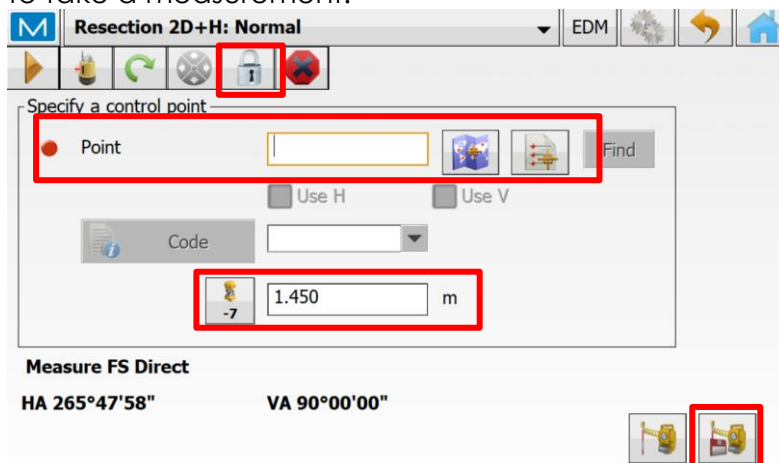 to take a measurement.
Resection 2D+H: Normal EDM
Specify a control point
Point Find
Use H Use V
Code
-7 1.450 m
Measure FS Direct
HA 265°47'58" VA 90°00'00"